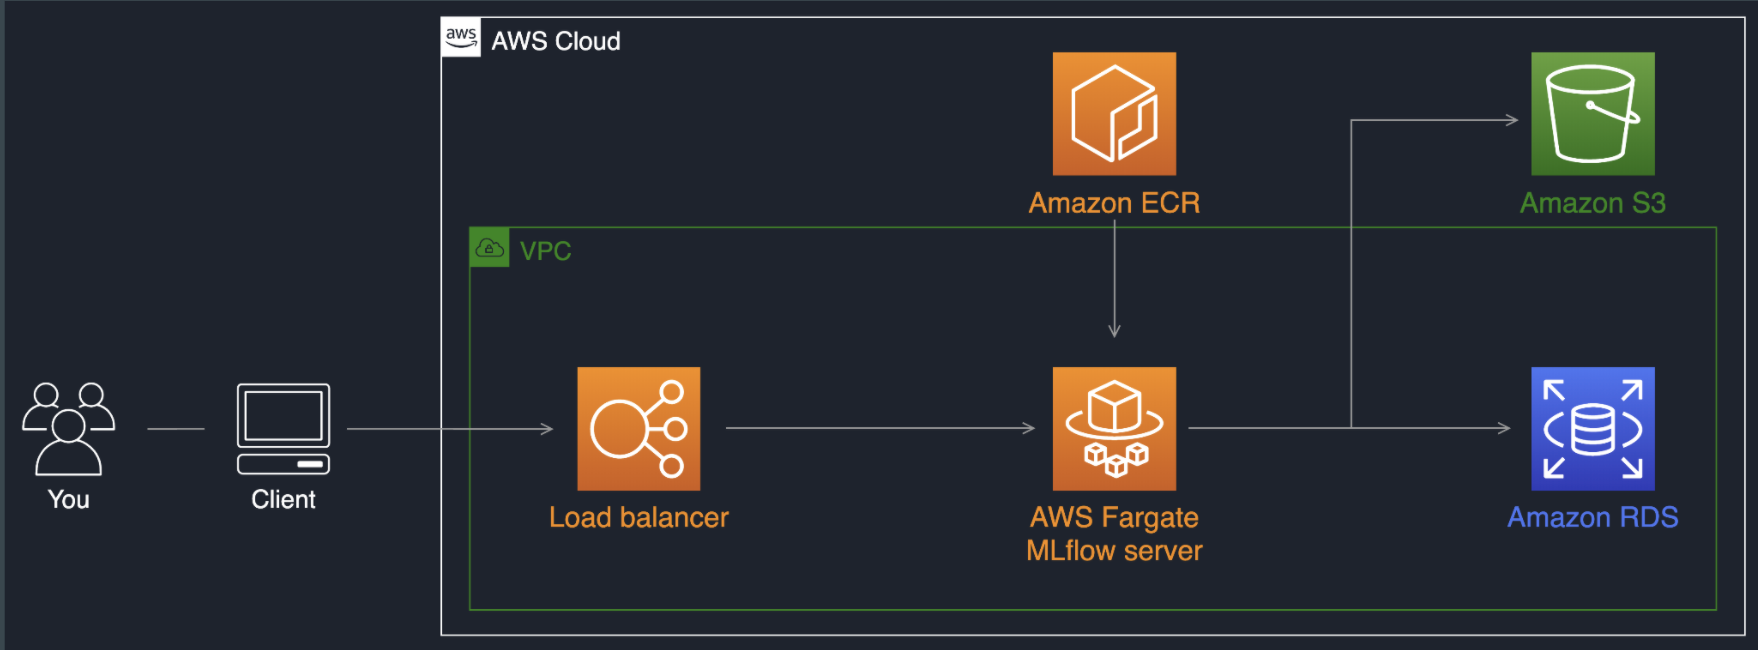 aws
AWS Cloud
Amazon ECR
Amazon S3
VPC
You
Client
Load balancer
AWS Fargate
MLflow server
Amazon RDS